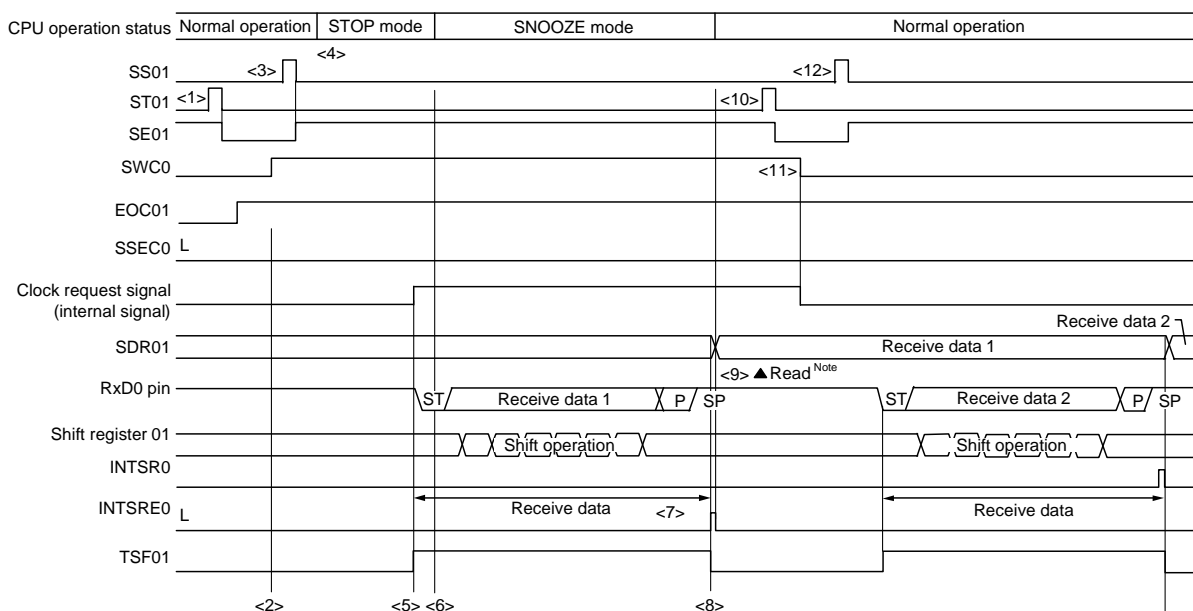 CPU operation status Normal operation STOP mode SNOOZE mode Normal operation
<4>
SS01 <3> <12>
ST01 <1> <10>
SE01
SWC0 <11>
EOC01
SSEC0 L
Clock request signal
(internal signal)
Receive data 2
SDR01 Receive data 1
<9> ▲ Read Note
RxD0 pin ST Receive data 1 P SP ST Receive data 2 P SP
Shift register 01 Shift operation Shift operation
INTSR0
Receive data Receive data
INTSRE0 L <7>
TSF01
<2> <5> <6> <8>